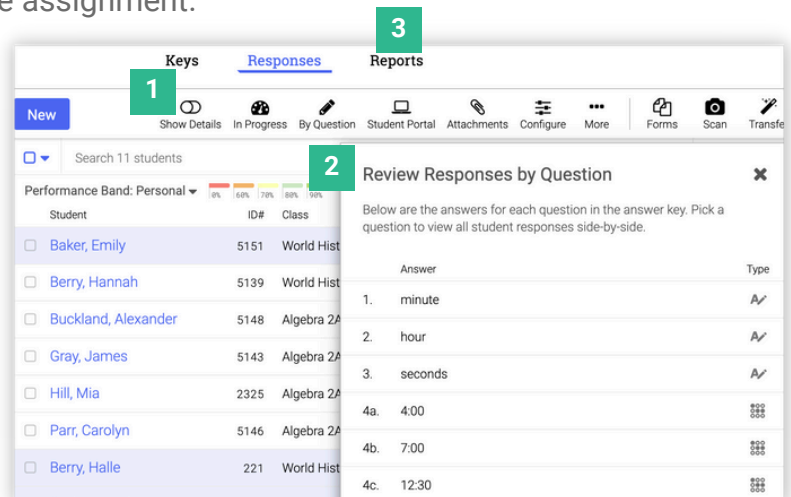 e assignment.
3
Keys Responses Reports
1
New
Show Details In Progress By Question Student Portal Attachments Configure More Forms Scan Transfe
Search 11 students
2
Performance Band: Personal
0% 60% 70% 80% 90%
Student ID# Class
Baker, Emily 5151 World Hist
Berry, Hannah 5139 World Hist
Buckland, Alexander 5148 Algebra 2A
Gray, James 5143 Algebra 2A
Hill, Mia 2325 Algebra 2A
Parr, Carolyn 5146 Algebra 2A
Berry, Halle 221 World Hist
Review Responses by Question
Below are the answers for each question in the answer key. Pick a
question to view all student responses side-by-side.
Answer Type
1. minute
2. hour
3. seconds
4a. 4:00
4b. 7:00
4c. 12:30